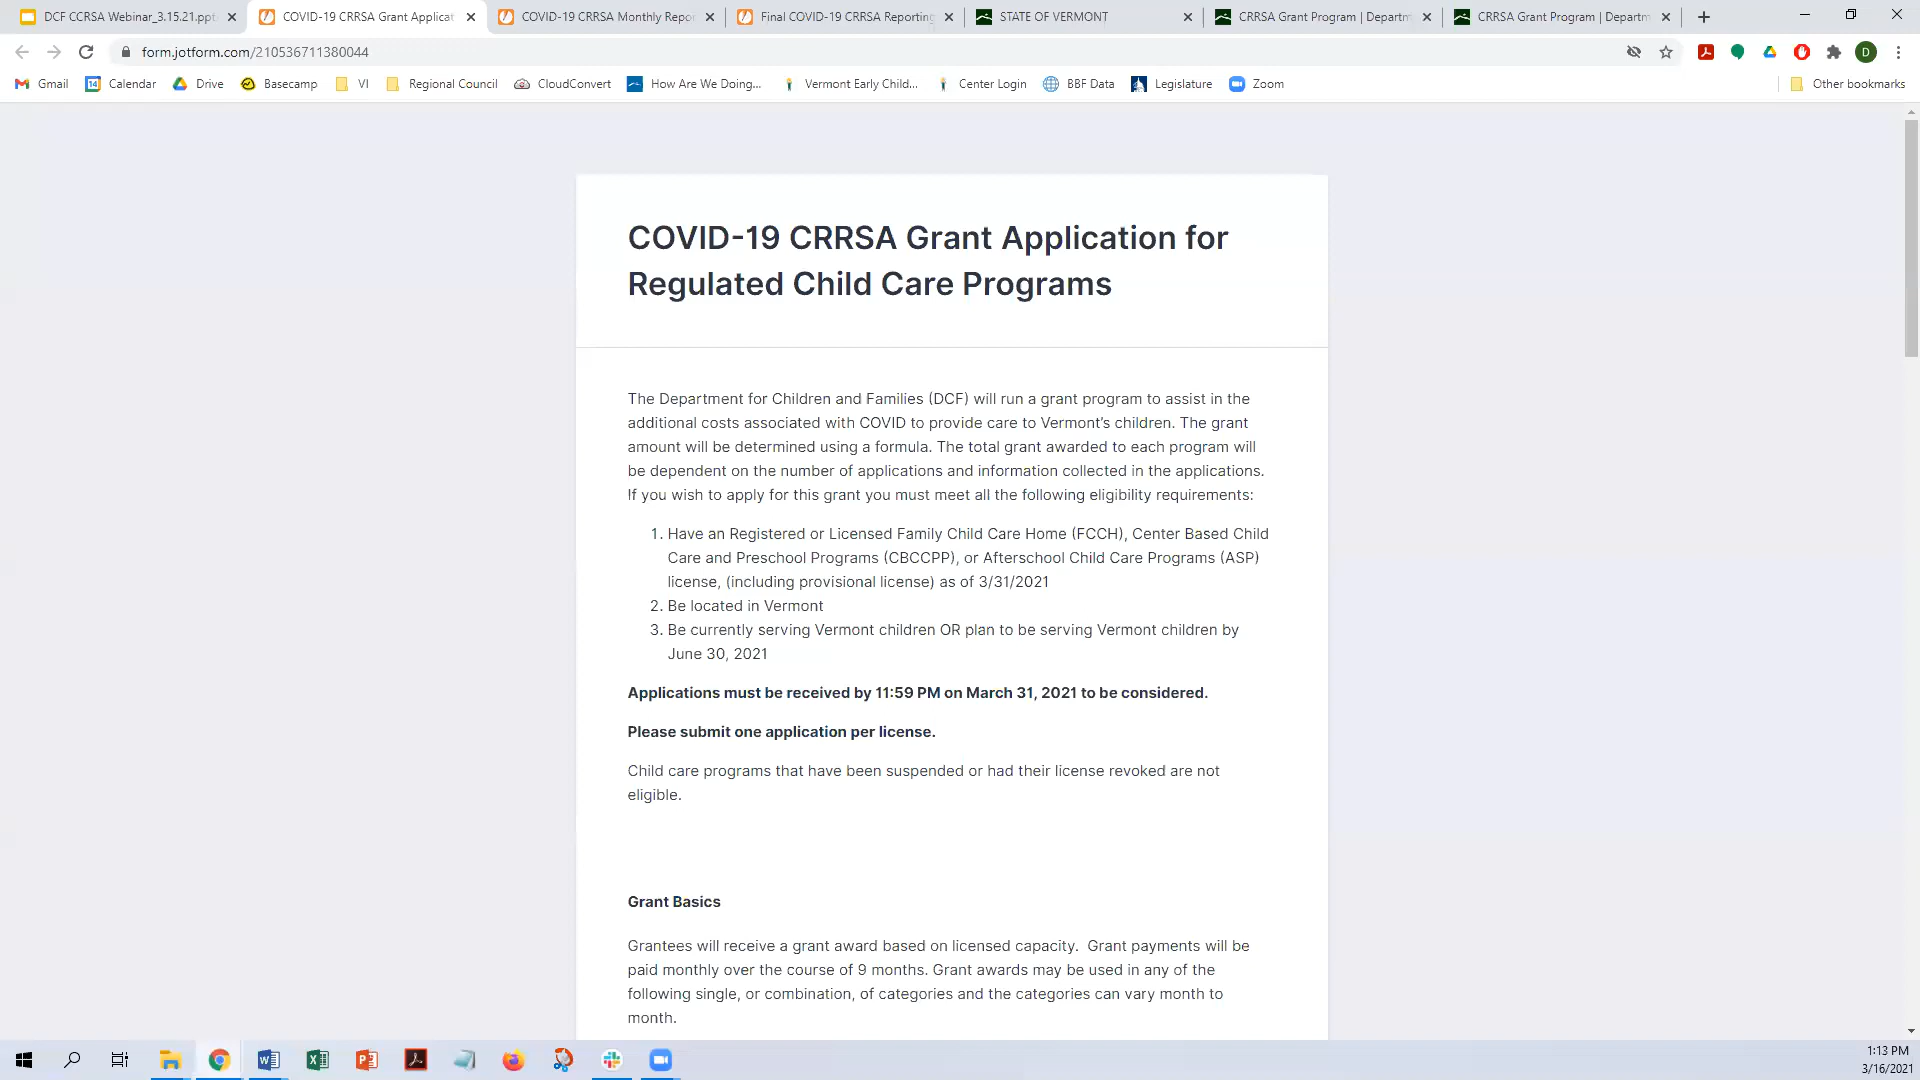 DCF CCRSA Webinar_3.15.21.ppt
COVID-19 CRRSA Grant Applicat
COVID-19 CRRSA Monthly Repo
Final COVID-19 CRRSA Reporting
STATE OF VERMONT
CRRSA Grant Program | Departm
CRRSA Grant Program | Departm
form.jotform.com/210536711380044
D
Gmail
Calendar
Drive
Basecamp
VI
Regional Council
CloudConvert
How Are We Doing...
Vermont Early Child...
Center Login
BBF Data
Legislature
Zoom
Other bookmarks
COVID-19 CRRSA Grant Application for
Regulated Child Care Programs
The Department for Children and Families (DCF) will run a grant program to assist in the
additional costs associated with COVID to provide care to Vermont's children. The grant
amount will be determined using a formula. The total grant awarded to each program will
be dependent on the number of applications and information collected in the applications.
If you wish to apply for this grant you must meet all the following eligibility requirements:
1. Have an Registered or Licensed Family Child Care Home (FCCH), Center Based Child
Care and Preschool Programs (CBCCPP), or Afterschool Child Care Programs (ASP)
license, (including provisional license) as of 3/31/2021
2. Be located in Vermont
3. Be currently serving Vermont children OR plan to be serving Vermont children by
June 30, 2021
Applications must be received by 11:59 PM on March 31, 2021 to be considered.
Please submit one application per license.
Child care programs that have been suspended or had their license revoked are not
eligible.
Grant Basics
Grantees will receive a grant award based on licensed capacity.  Grant payments will be
paid monthly over the course of 9 months. Grant awards may be used in any of the
following single, or combination, of categories and the categories can vary month to
month.
1:13 PM
3/16/2021